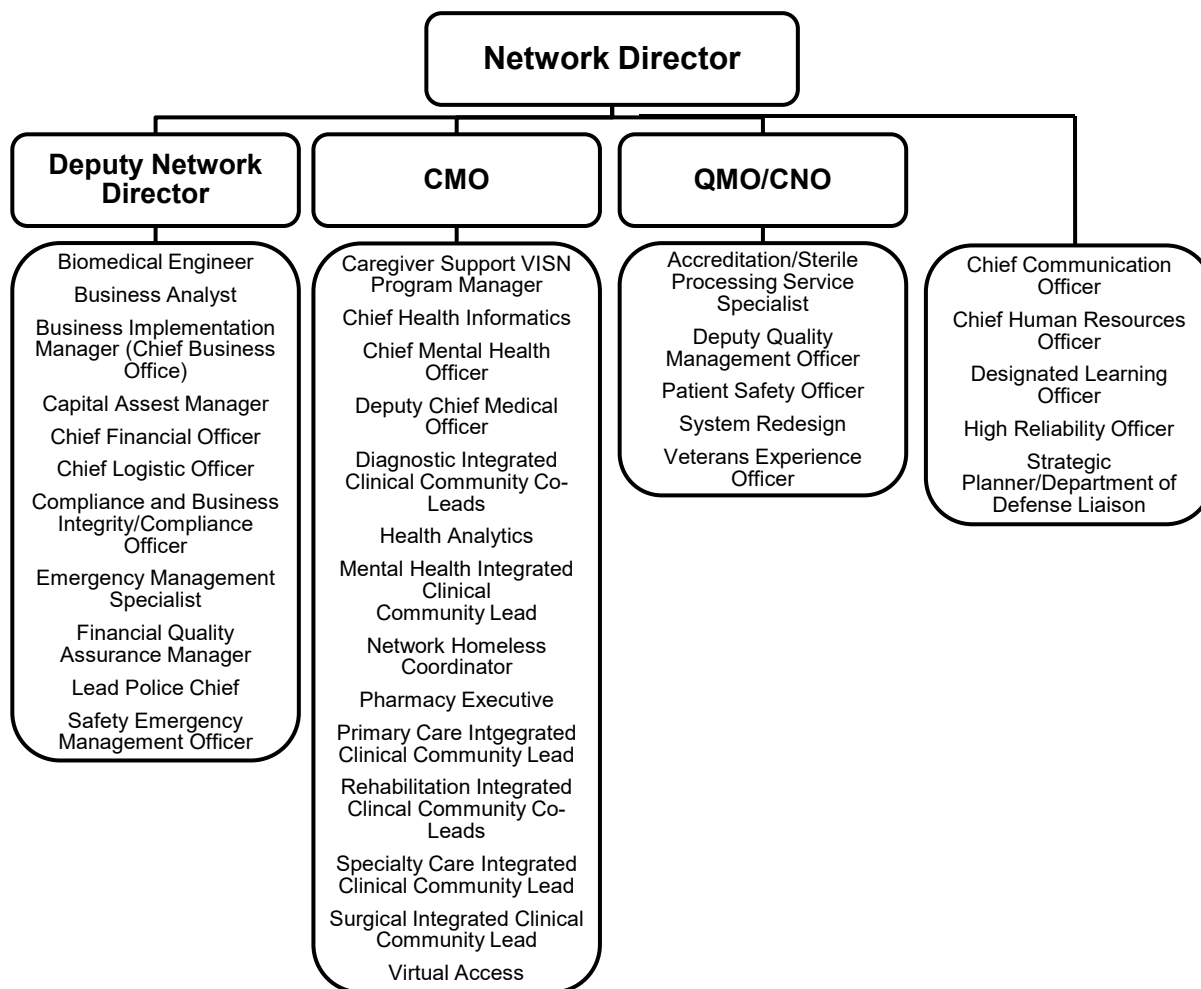 Network Director
Deputy Network
Director
CMO
QMO/CNO
Biomedical Engineer
Business Analyst
Business Implementation
Manager (Chief Business
Office)
Capital Assest Manager
Chief Financial Officer
Chief Logistic Officer
Compliance and Business
Integrity/Compliance
Officer
Emergency Management
Specialist
Financial Quality
Assurance Manager
Lead Police Chief
Safety Emergency
Management Officer
Caregiver Support VISN
Program Manager
Chief Health Informatics
Chief Mental Health
Officer
Deputy Chief Medical
Officer
Diagnostic Integrated
Clinical Community Co-
Leads
Health Analytics
Mental Health Integrated
Clinical
Community Lead
Network Homeless
Coordinator
Pharmacy Executive
Primary Care Intgegrated
Clinical Community Lead
Rehabilitation Integrated
Clincal Community Co-
Leads
Specialty Care Integrated
Clinical Community Lead
Surgical Integrated Clinical
Community Lead
Virtual Access
Accreditation/Sterile
Processing Service
Specialist
Deputy Quality
Management Officer
Patient Safety Officer
System Redesign
Veterans Experience
Officer
Chief Communication
Officer
Chief Human Resources
Officer
Designated Learning
Officer
High Reliability Officer
Strategic
Planner/Department of
Defense Liaison